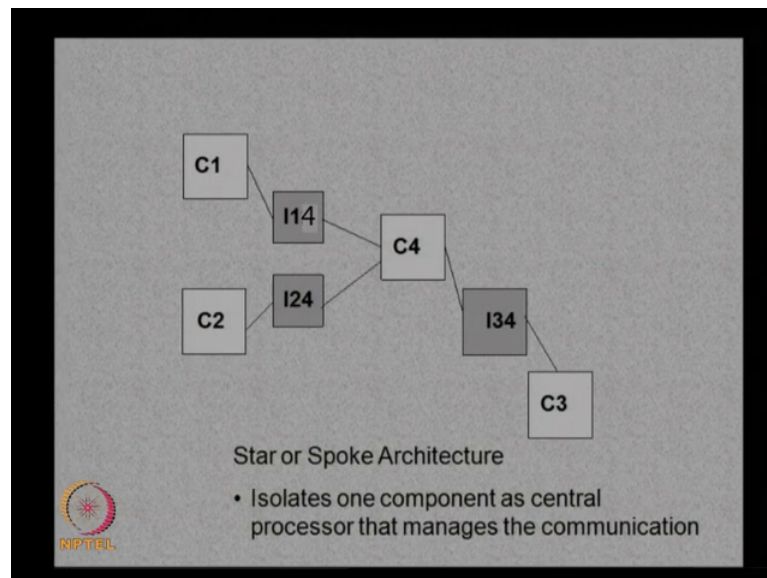 C1
I14
C4
C2
I24
I34
C3
Star or Spoke Architecture
• Isolates one component as central
processor that manages the communication
NPTEL